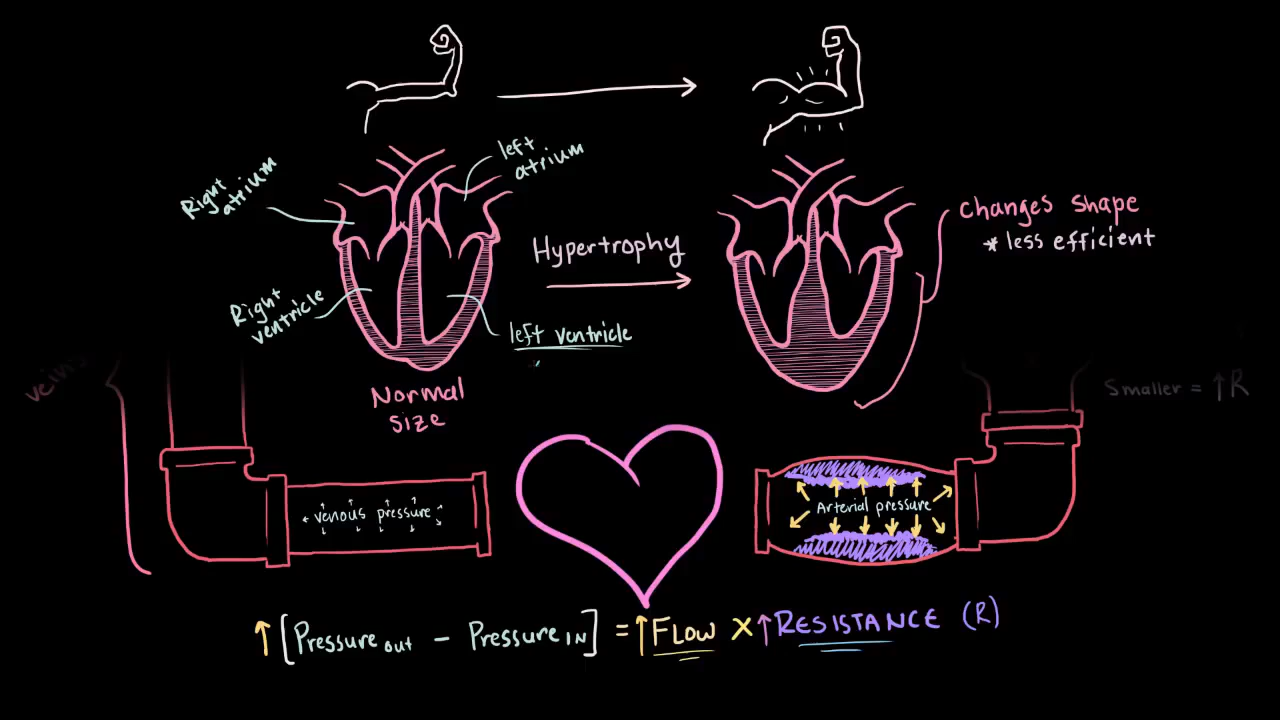 left
atrium
Right
atrium
Changes Shape
* less efficient
Hypertrophy
Right
ventricle
left ventricle
veins
Normal
size
Smaller = ↑R
venous pressure
Arterial pressure
↑[Pressure out - Pressure IN] = ↑FLOW X ↑RESISTANCE (R)